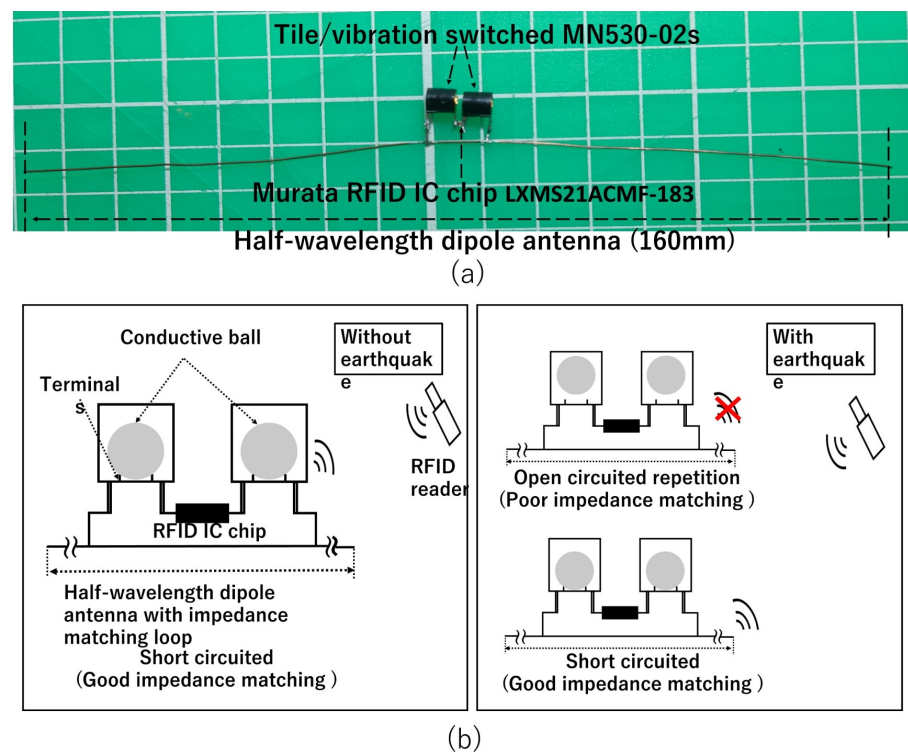 Tile/vibration switched MN530-02s
Murata RFID IC chip LXMS21ACMF-183
Half-wavelength dipole antenna (160mm)
(a)
Conductive ball
Terminal
s
Without
earthquak
e
RFID
reader
RFID IC chip
Half-wavelength dipole
antenna with impedance
matching loop
Short circuited
(Good impedance matching )
With
earthquak
e
Open circuited repetition
(Poor impedance matching )
Short circuited
(Good impedance matching )
(b)